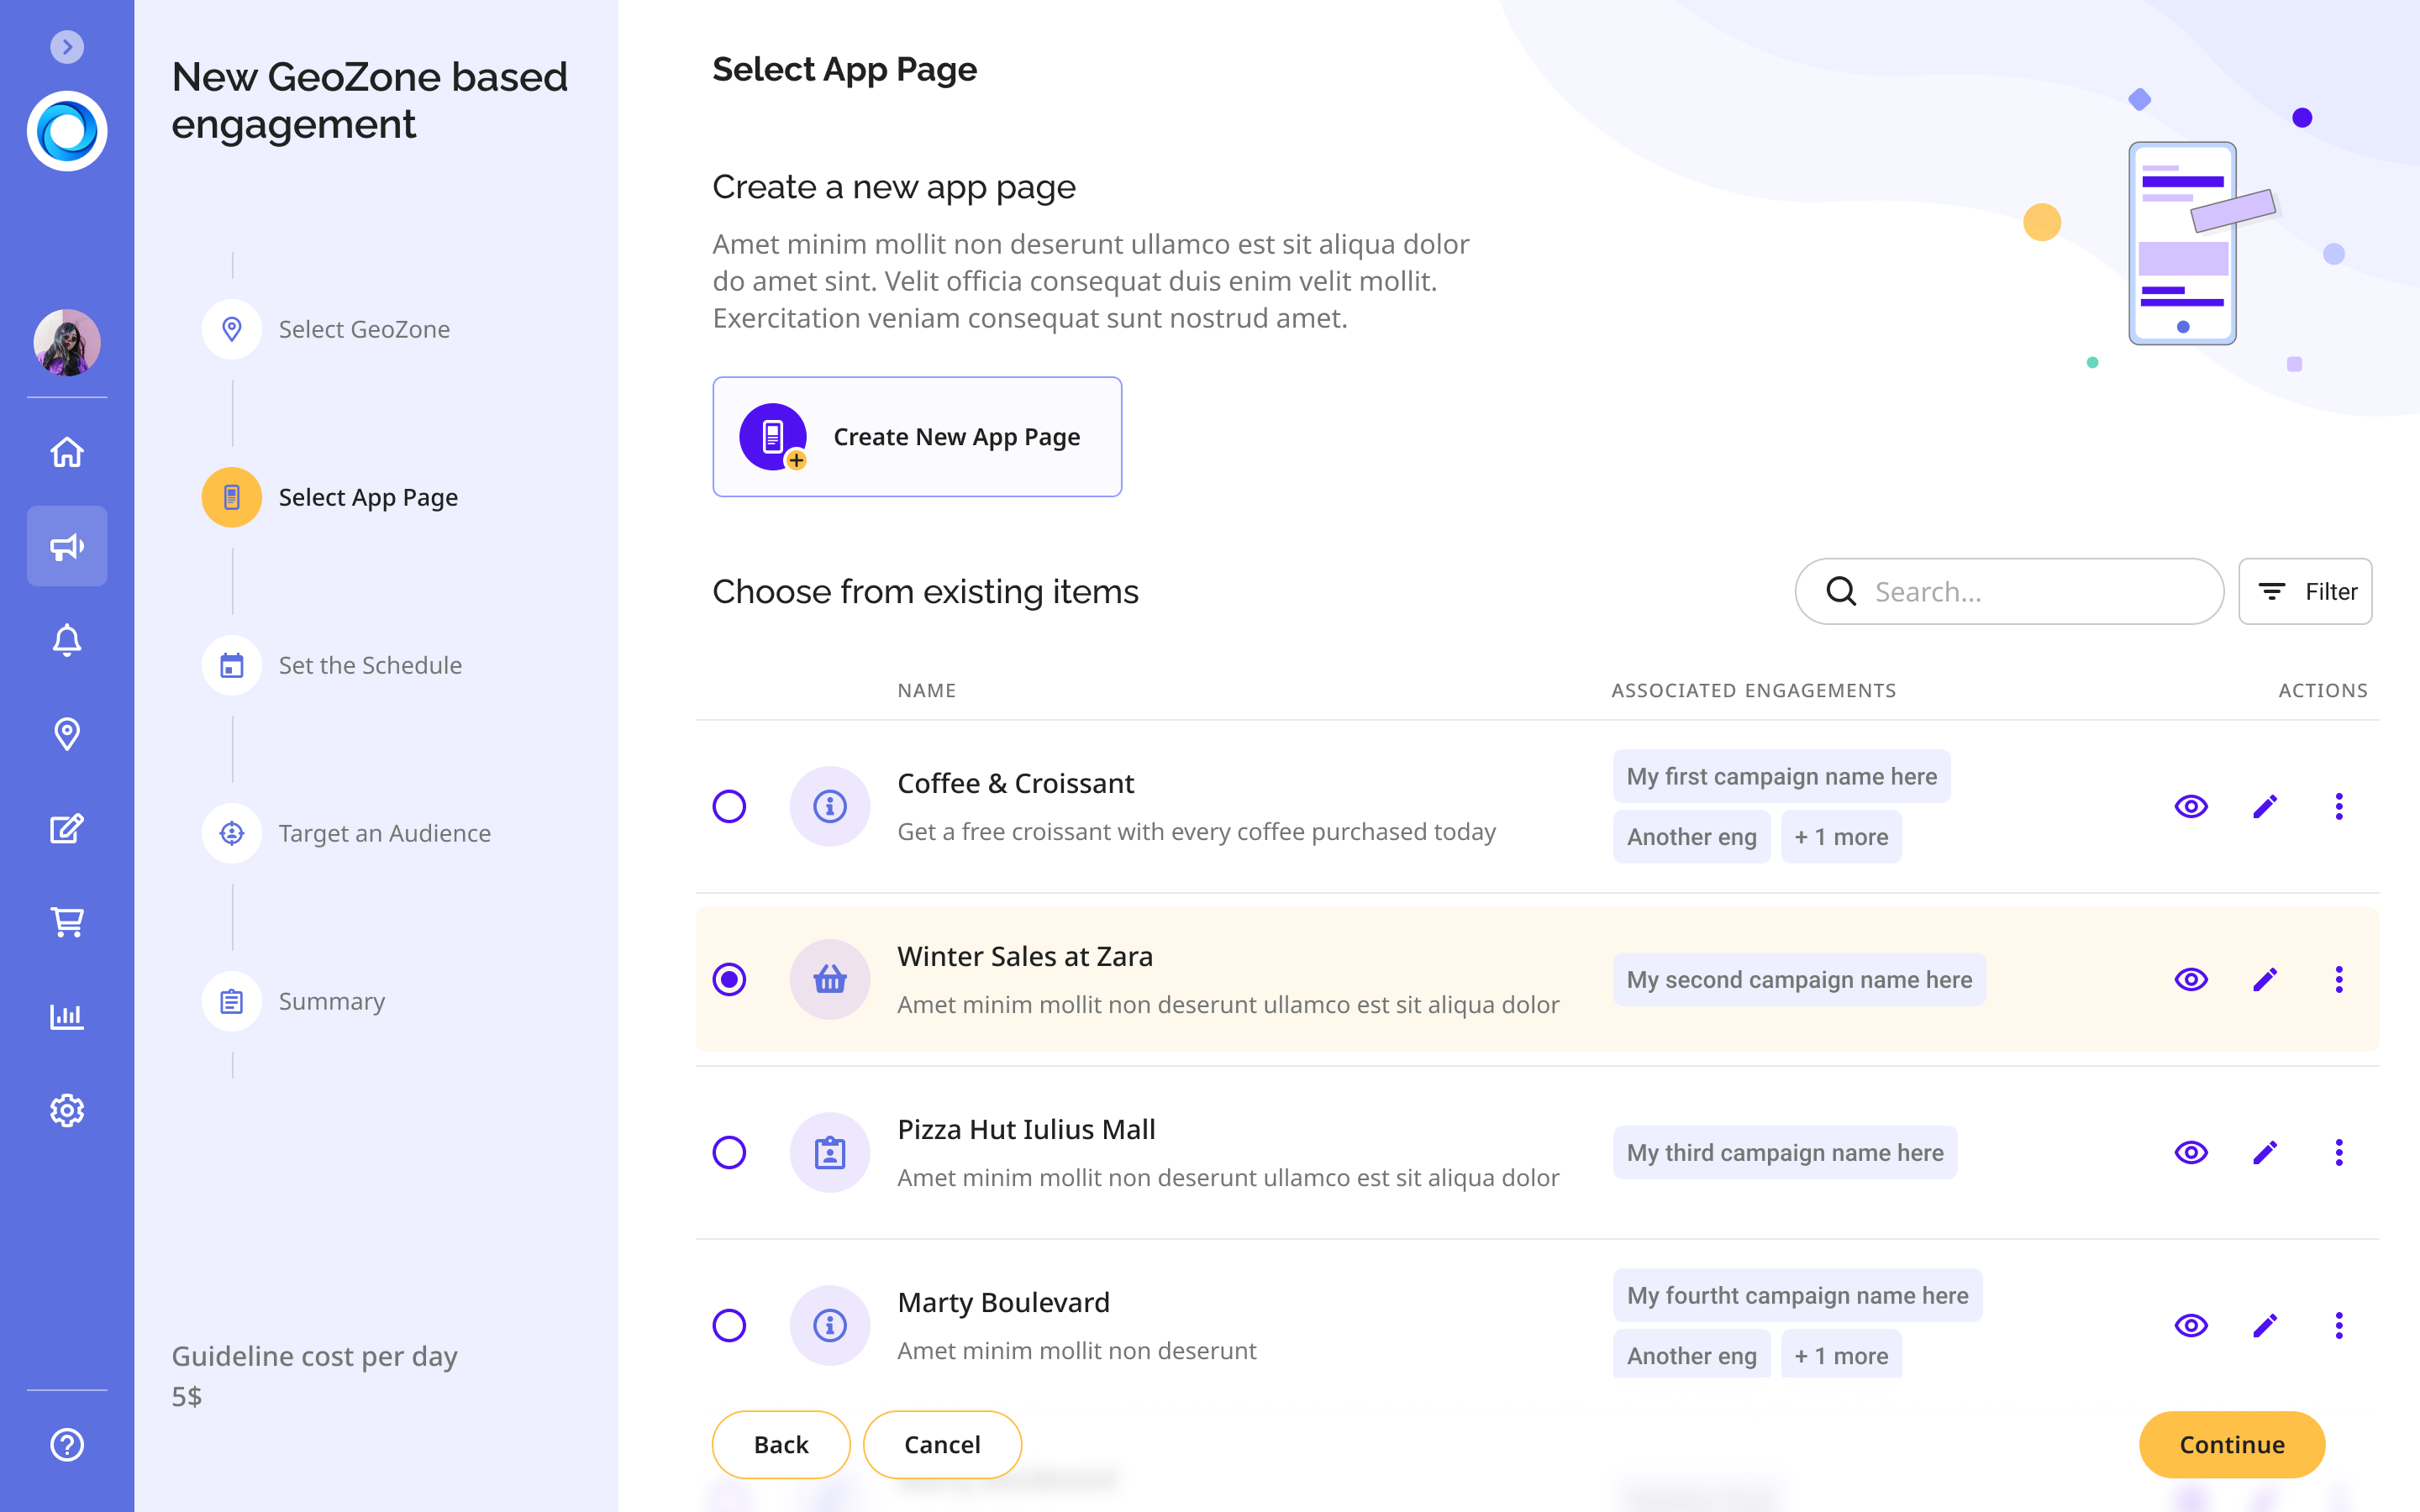 New GeoZone based
engagement
Select GeoZone
Select App Page
Set the Schedule
Target an Audience
Summary
Guideline cost per day
5$
Select App Page
Create a new app page
Amet minim mollit non deserunt ullamco est sit aliqua dolor
do amet sint. Velit officia consequat duis enim velit mollit.
Exercitation veniam consequat sunt nostrud amet.
Create New App Page
Choose from existing items
Search...
Filter
NAME
ASSOCIATED ENGAGEMENTS
ACTIONS
Coffee & Croissant
Get a free croissant with every coffee purchased today
My first campaign name here
Another eng
+ 1 more
Winter Sales at Zara
Amet minim mollit non deserunt ullamco est sit aliqua dolor
My second campaign name here
Pizza Hut Iulius Mall
Amet minim mollit non deserunt ullamco est sit aliqua dolor
My third campaign name here
Marty Boulevard
Amet minim mollit non deserunt
My fourtht campaign name here
Another eng
+ 1 more
Back
Cancel
Continue